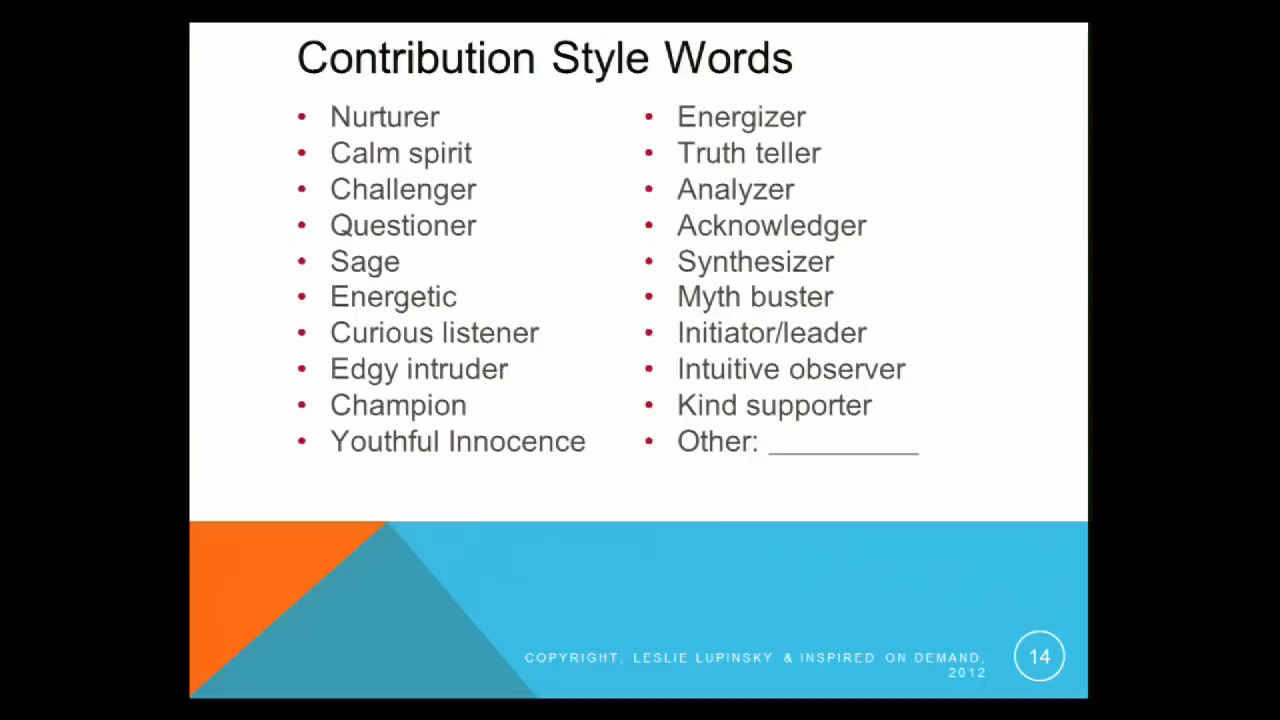 Contribution Style Words
• Nurturer
• Calm spirit
• Challenger
• Questioner
• Sage
• Energetic
• Curious listener
• Edgy intruder
• Champion
• Youthful Innocence
• Energizer
• Truth teller
• Analyzer
• Acknowledger
• Synthesizer
• Myth buster
• Initiator/leader
• Intuitive observer
• Kind supporter
• Other: __________
COPYRIGHT, LESLIE LUPINSKY & INSPIRED ON DEMAND,
2012
14